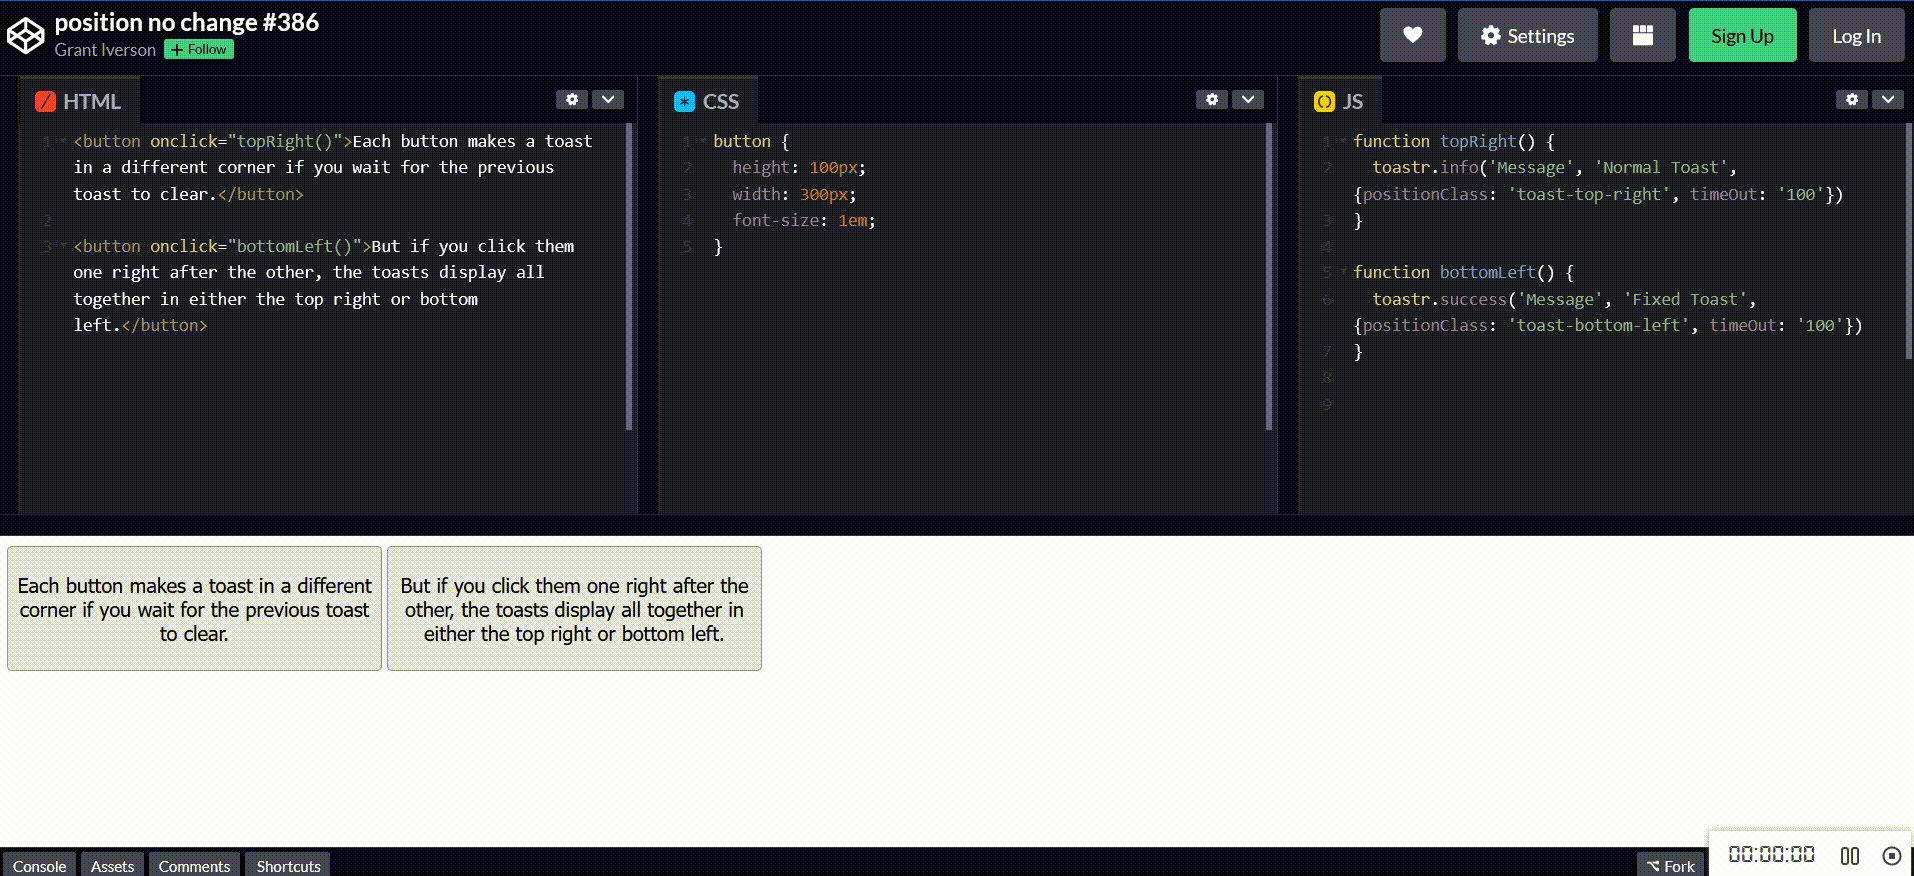 position no change #386
Grant Iverson + Follow
Settings
Sign Up
Log In
HTML
1 <button onclick="topRight()">Each button makes a toast
in a different corner if you wait for the previous
toast to clear.</button>
2
3 <button onclick="bottomLeft()">But if you click them
one right after the other, the toasts display all
together in either the top right or bottom
left.</button>
CSS
1 button {
2 height: 100px;
3 width: 300px;
4 font-size: 1em;
5 }
JS
1 function topRight() {
2 toastr.info('Message', 'Normal Toast',
{positionClass: 'toast-top-right', timeOut: '100'})
3 }
4
5 function bottomLeft() {
6 toastr.success('Message', 'Fixed Toast',
{positionClass: 'toast-bottom-left', timeOut: '100'})
7 }
8
9
Each button makes a toast in a different
corner if you wait for the previous toast
to clear.
But if you click them one right after the
other, the toasts display all together in
either the top right or bottom left.
Console
Assets
Comments
Shortcuts
Fork
00:00:00